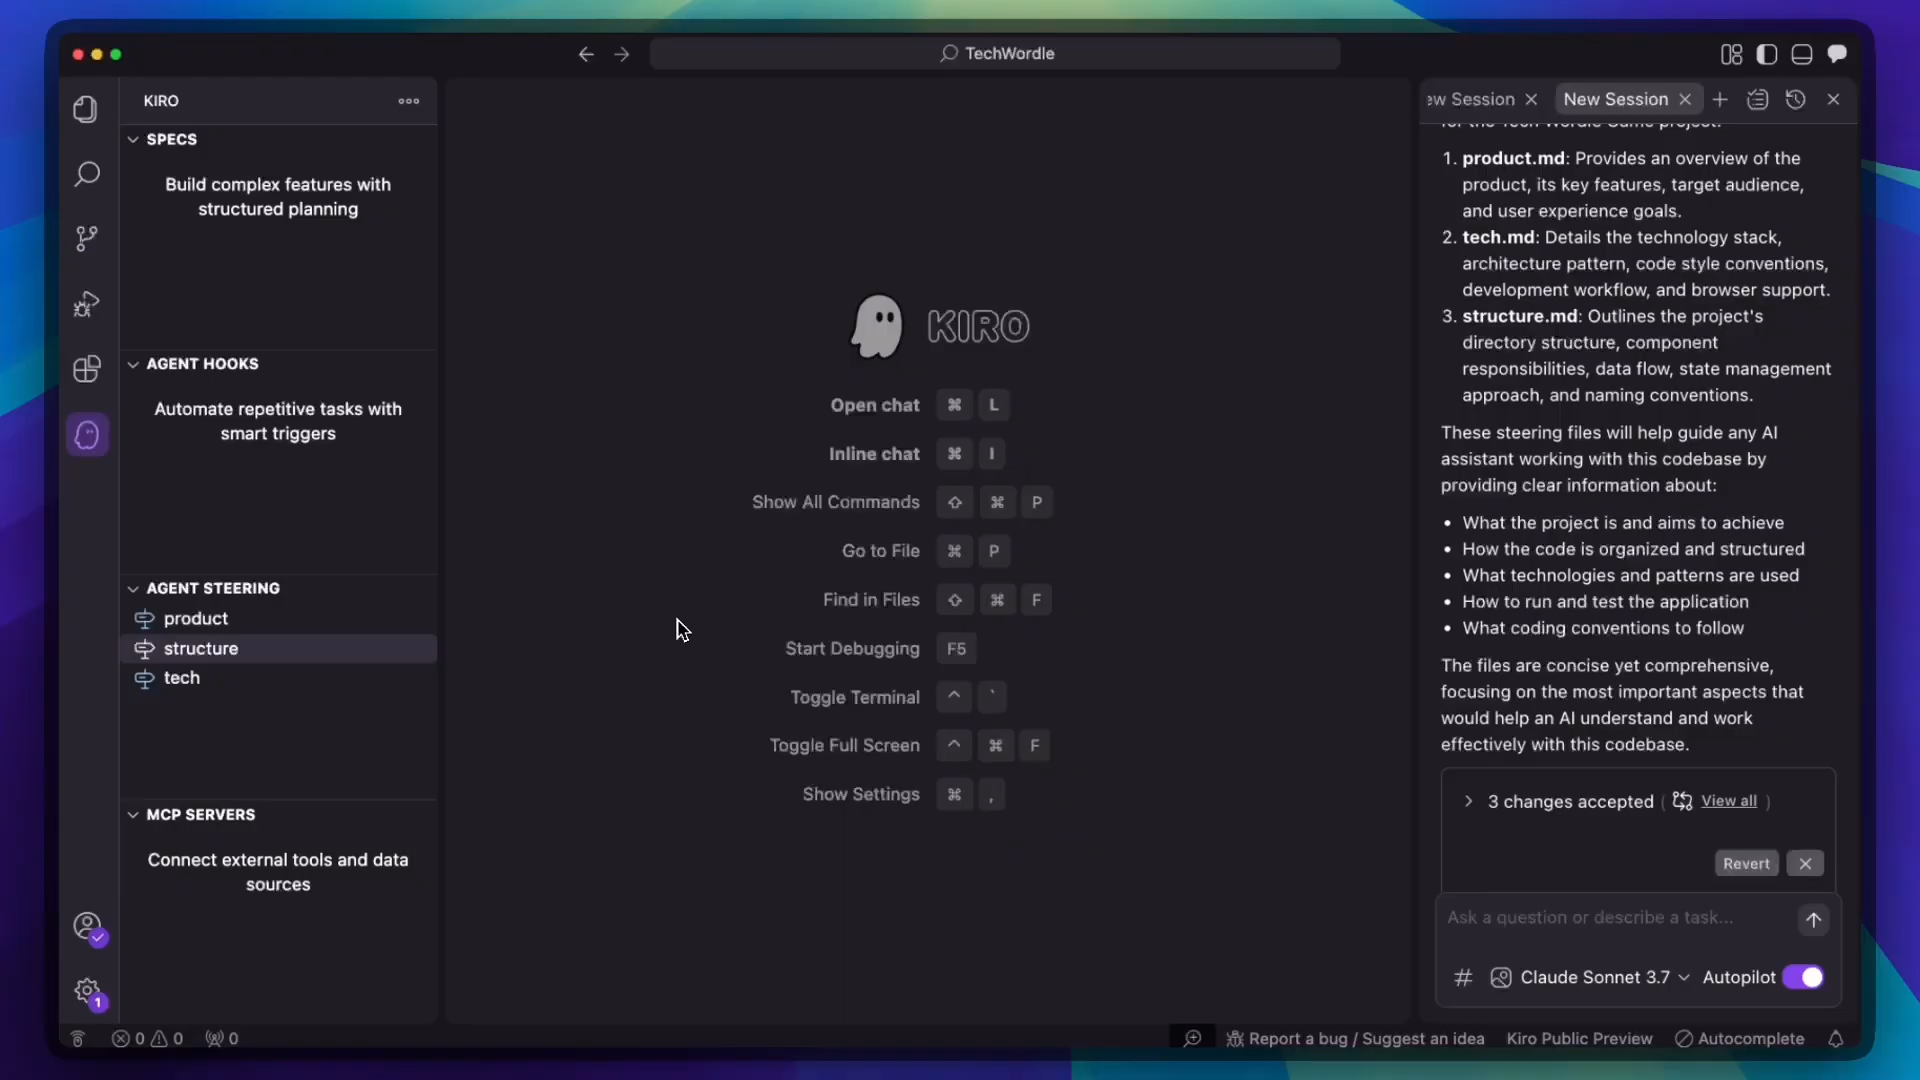 TechWordle
KIRO
SPECS
Build complex features with
structured planning
AGENT HOOKS
Automate repetitive tasks with
smart triggers
AGENT STEERING
product
structure
tech
MCP SERVERS
Connect external tools and data
sources
1
KIRO
Open chat ⌘ L
Inline chat ⌘ I
Show All Commands ⇧ ⌘ P
Go to File ⌘ P
Find in Files ⇧ ⌘ F
Start Debugging F5
Toggle Terminal ^ `
Toggle Full Screen ^ ⌘ F
Show Settings ⌘ ,
ew Session New Session
for the Tech Wordle Game project:
1. product.md: Provides an overview of the
product, its key features, target audience,
and user experience goals.
2. tech.md: Details the technology stack,
architecture pattern, code style conventions,
development workflow, and browser support.
3. structure.md: Outlines the project's
directory structure, component
responsibilities, data flow, state management
approach, and naming conventions.
These steering files will help guide any AI
assistant working with this codebase by
providing clear information about:
• What the project is and aims to achieve
• How the code is organized and structured
• What technologies and patterns are used
• How to run and test the application
• What coding conventions to follow
The files are concise yet comprehensive,
focusing on the most important aspects that
would help an AI understand and work
effectively with this codebase.
3 changes accepted ( View all )
Revert
Ask a question or describe a task...
# Claude Sonnet 3.7 Autopilot
0 0 0 Report a bug / Suggest an idea Kiro Public Preview Autocomplete